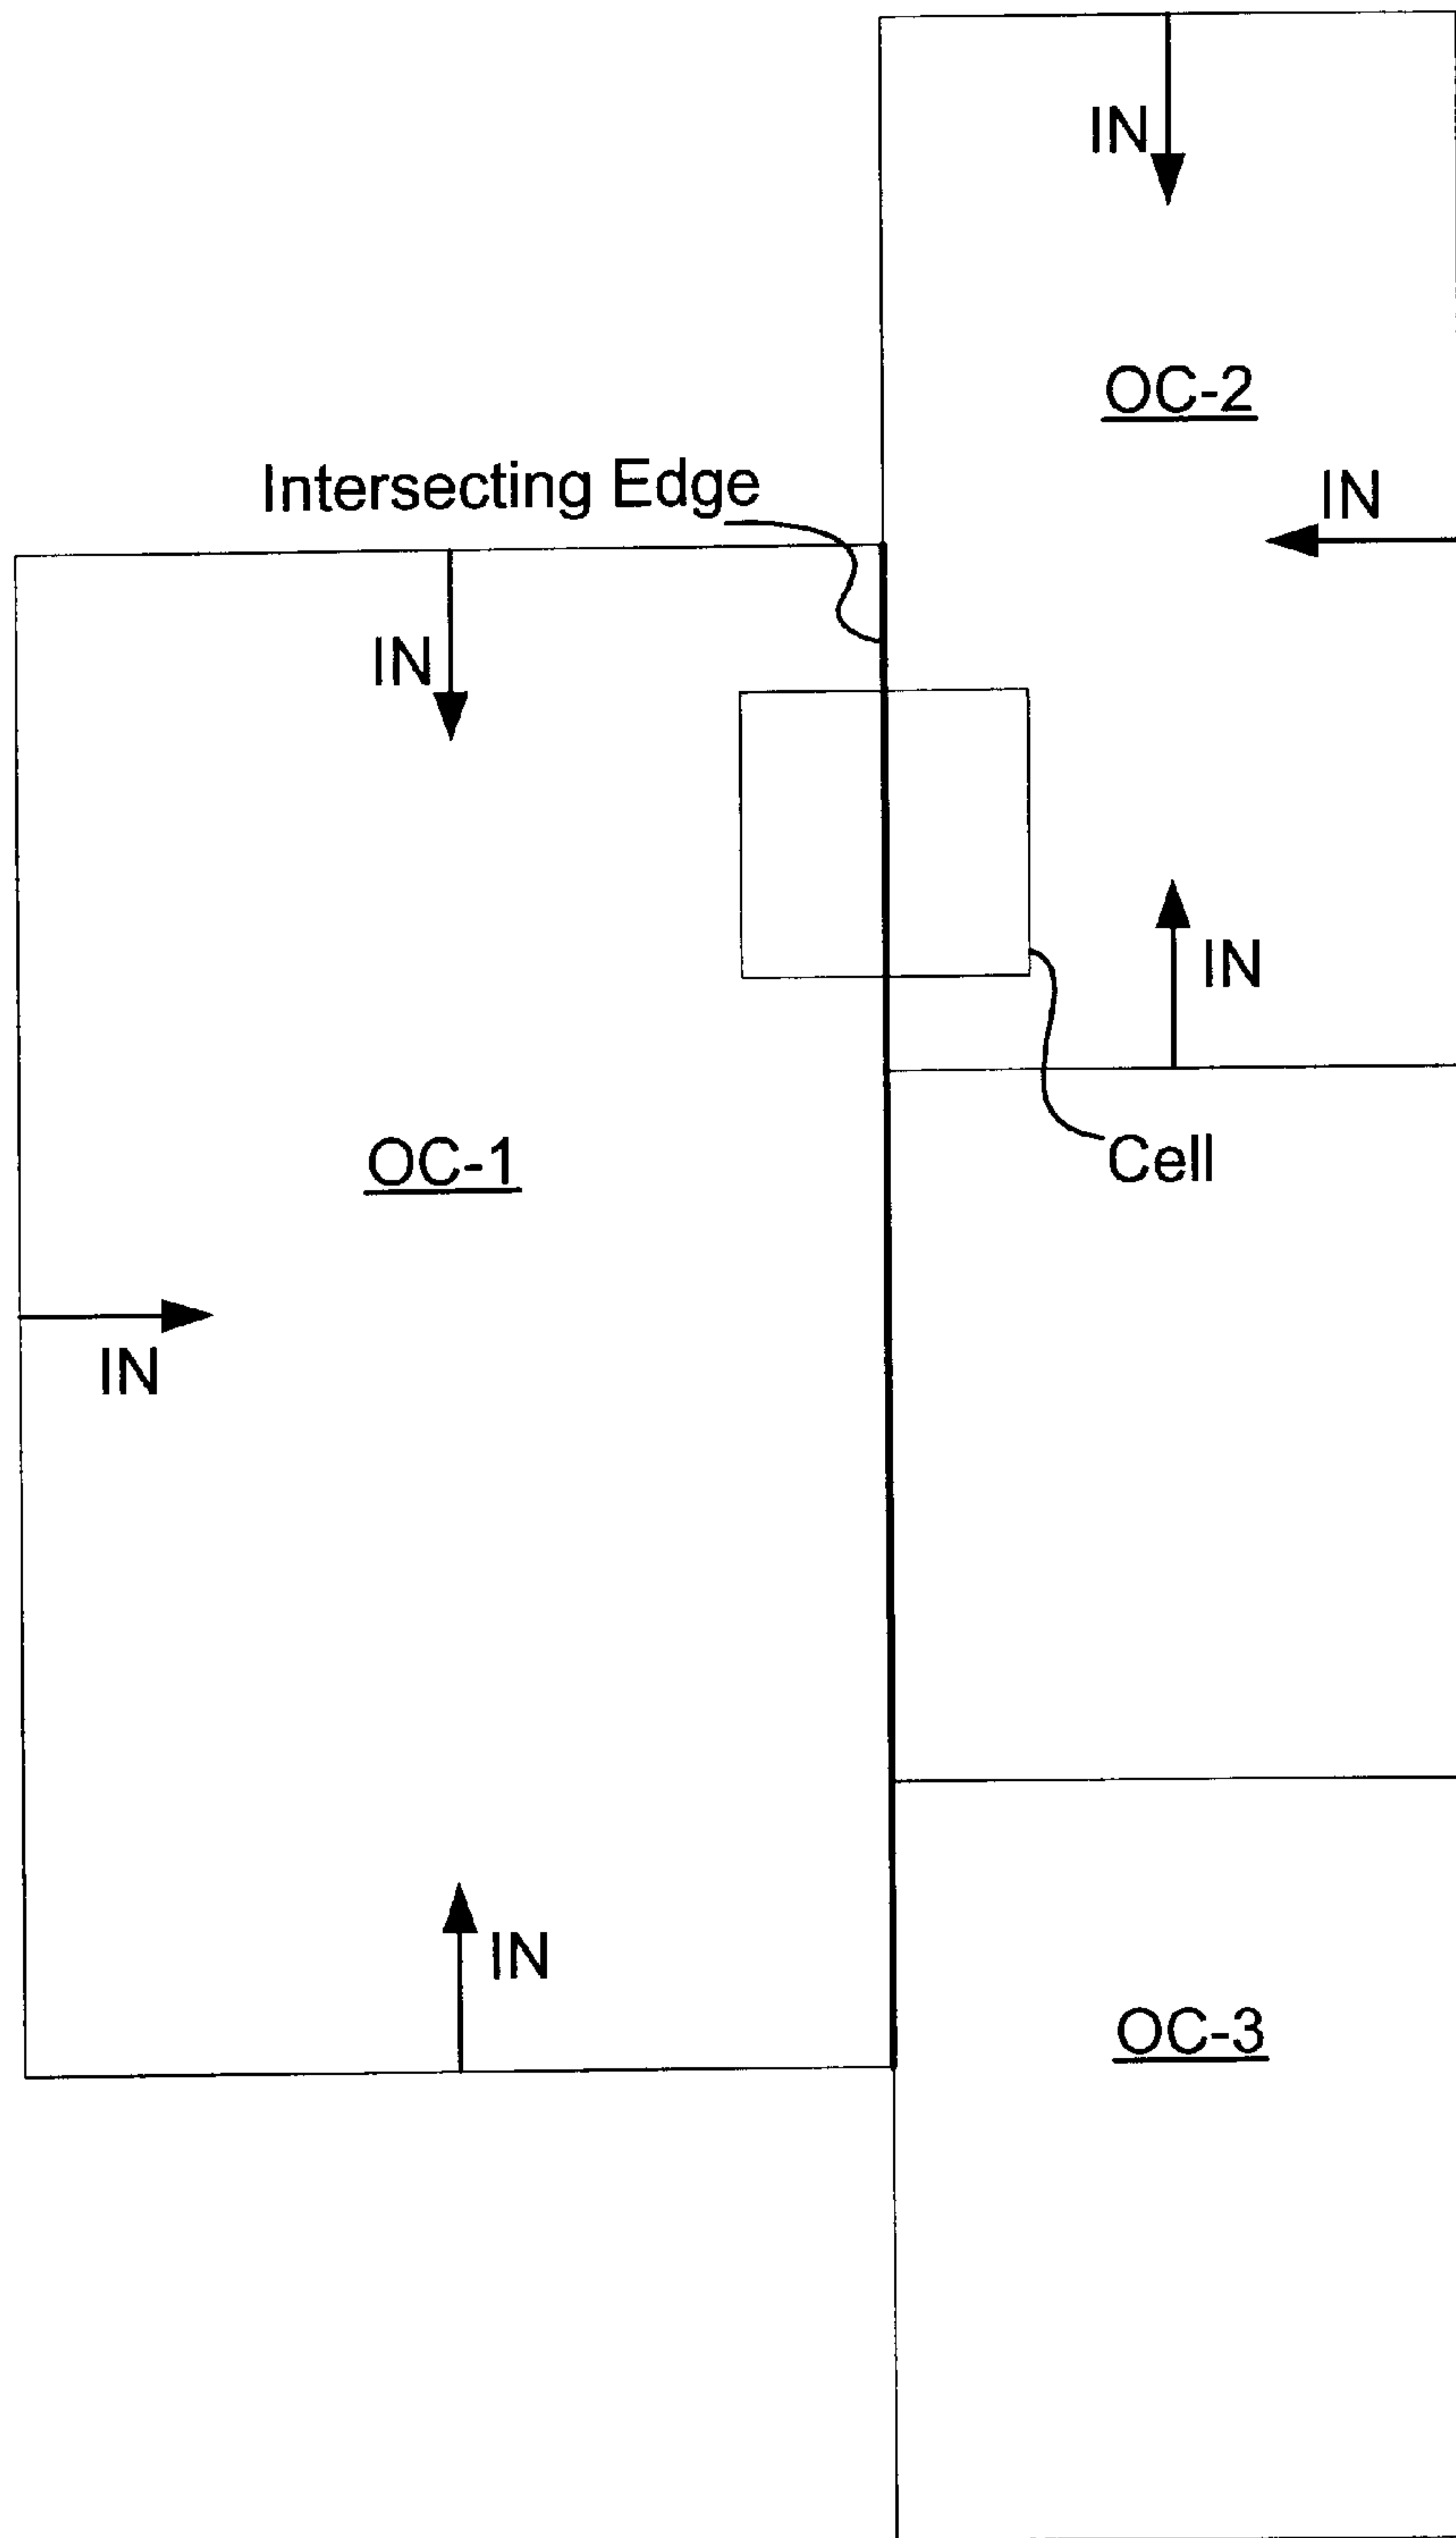 IN
OC-2
Intersecting Edge
IN
IN
IN
Cell
OC-1
IN
IN
OC-3